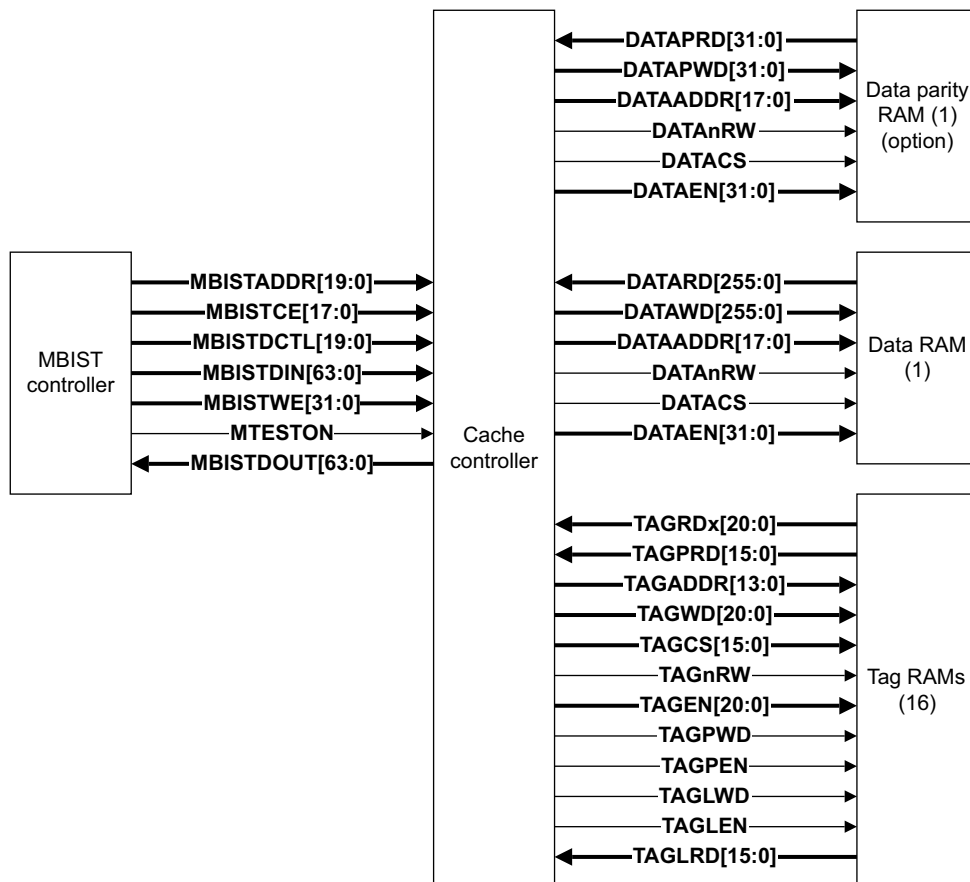 DATAPRD[31:0]
DATAPWD[31:0]
DATAADDR[17:0]
DATAnRW
DATACS
DATAEN[31:0]
Data parity
RAM (1)
(option)
MBIST
controller
MBISTADDR[19:0]
MBISTCE[17:0]
MBISTDCTL[19:0]
MBISTDIN[63:0]
MBISTWE[31:0]
MTESTON
MBISTDOUT[63:0]
Cache
controller
DATARD[255:0]
DATAWD[255:0]
DATAADDR[17:0]
DATAnRW
DATACS
DATAEN[31:0]
Data RAM
(1)
TAGRDx[20:0]
TAGPRD[15:0]
TAGADDR[13:0]
TAGWD[20:0]
TAGCS[15:0]
TAGnRW
TAGEN[20:0]
TAGPWD
TAGPEN
TAGLWD
TAGLEN
TAGLRD[15:0]
Tag RAMs
(16)